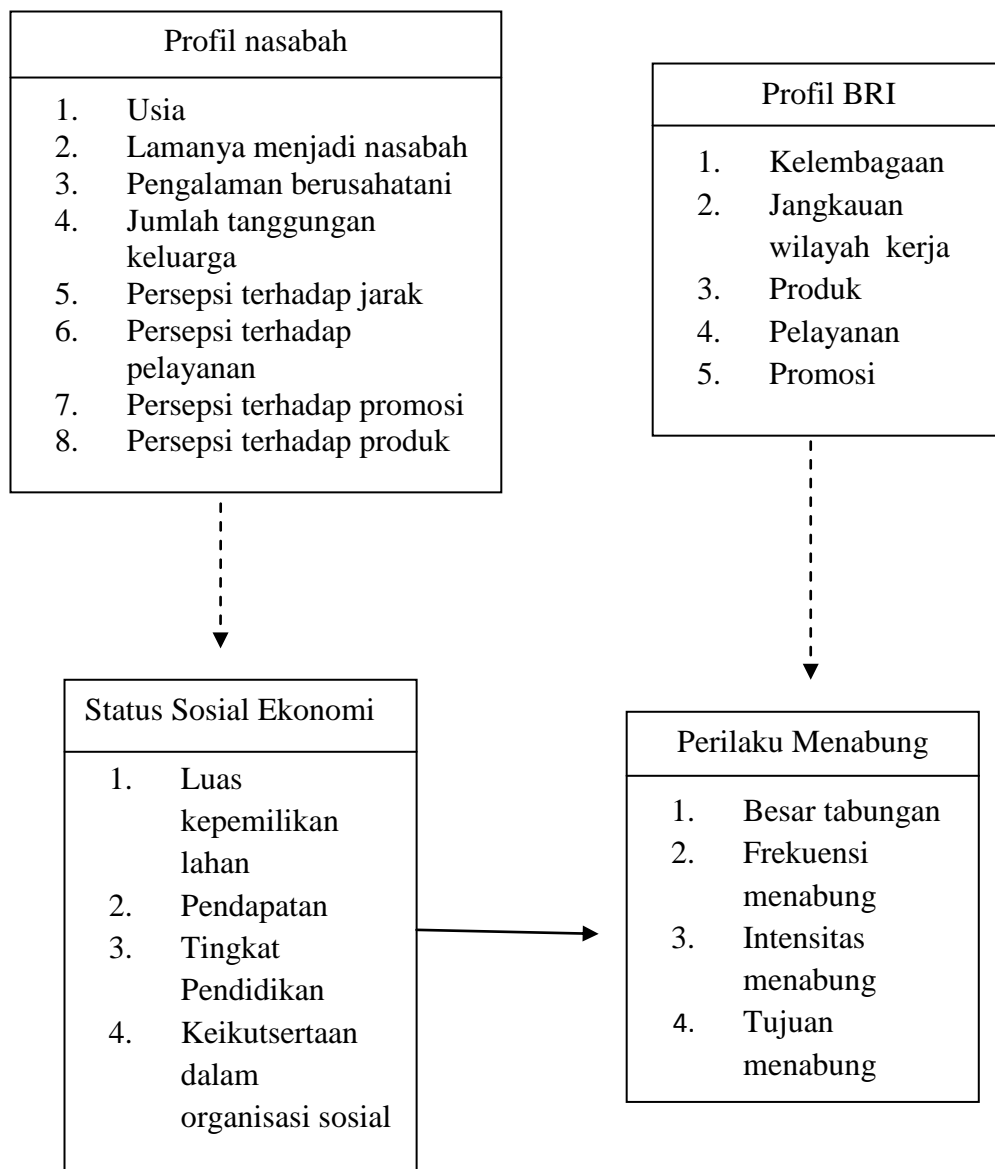 Profil nasabah
1. Usia
2. Lamanya menjadi nasabah
3. Pengalaman berusahatani
4. Jumlah tanggungan
keluarga
5. Persepsi terhadap jarak
6. Persepsi terhadap
pelayanan
7. Persepsi terhadap promosi
8. Persepsi terhadap produk
Profil BRI
1. Kelembagaan
2. Jangkauan
wilayah kerja
3. Produk
4. Pelayanan
5. Promosi
Status Sosial Ekonomi
1. Luas
kepemilikan
lahan
2. Pendapatan
3. Tingkat
Pendidikan
4. Keikutsertaan
dalam
organisasi sosial
Perilaku Menabung
1. Besar tabungan
2. Frekuensi
menabung
3. Intensitas
menabung
4. Tujuan
menabung